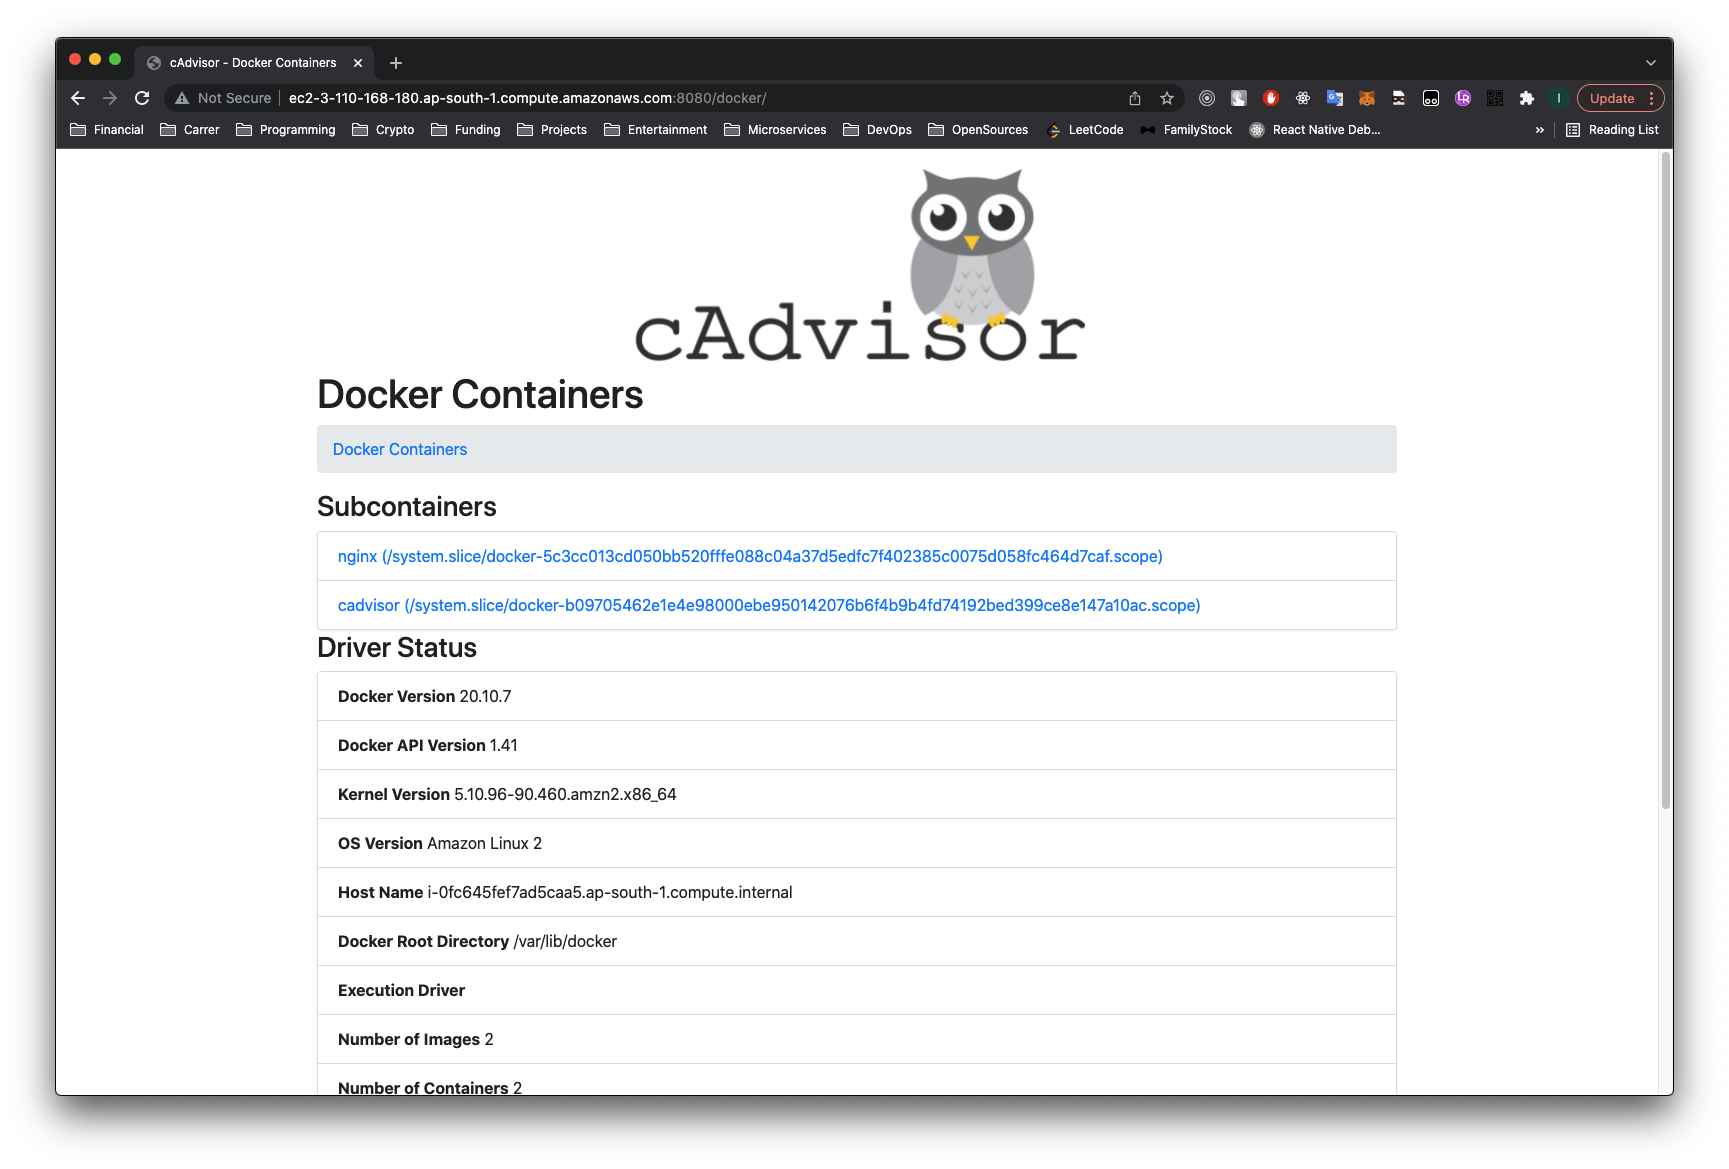 cAdvisor - Docker Containers
Not Secure
ec2-3-110-168-180.ap-south-1.compute.amazonaws.com:8080/docker/
I
Update
Financial Carrer Programming Crypto Funding Projects Entertainment Microservices DevOps OpenSources LeetCode FamilyStock React Native Deb... » Reading List
cAdvisor
Docker Containers
Docker Containers
Subcontainers
nginx (/system.slice/docker-5c3cc013cd050bb520fffe088c04a37d5edfc7f402385c0075d058fc464d7caf.scope)
cadvisor (/system.slice/docker-b09705462e1e4e98000ebe950142076b6f4b9b4fd74192bed399ce8e147a10ac.scope)
Driver Status
Docker Version 20.10.7
Docker API Version 1.41
Kernel Version 5.10.96-90.460.amzn2.x86_64
OS Version Amazon Linux 2
Host Name i-0fc645fef7ad5caa5.ap-south-1.compute.internal
Docker Root Directory /var/lib/docker
Execution Driver
Number of Images 2
Number of Containers 2